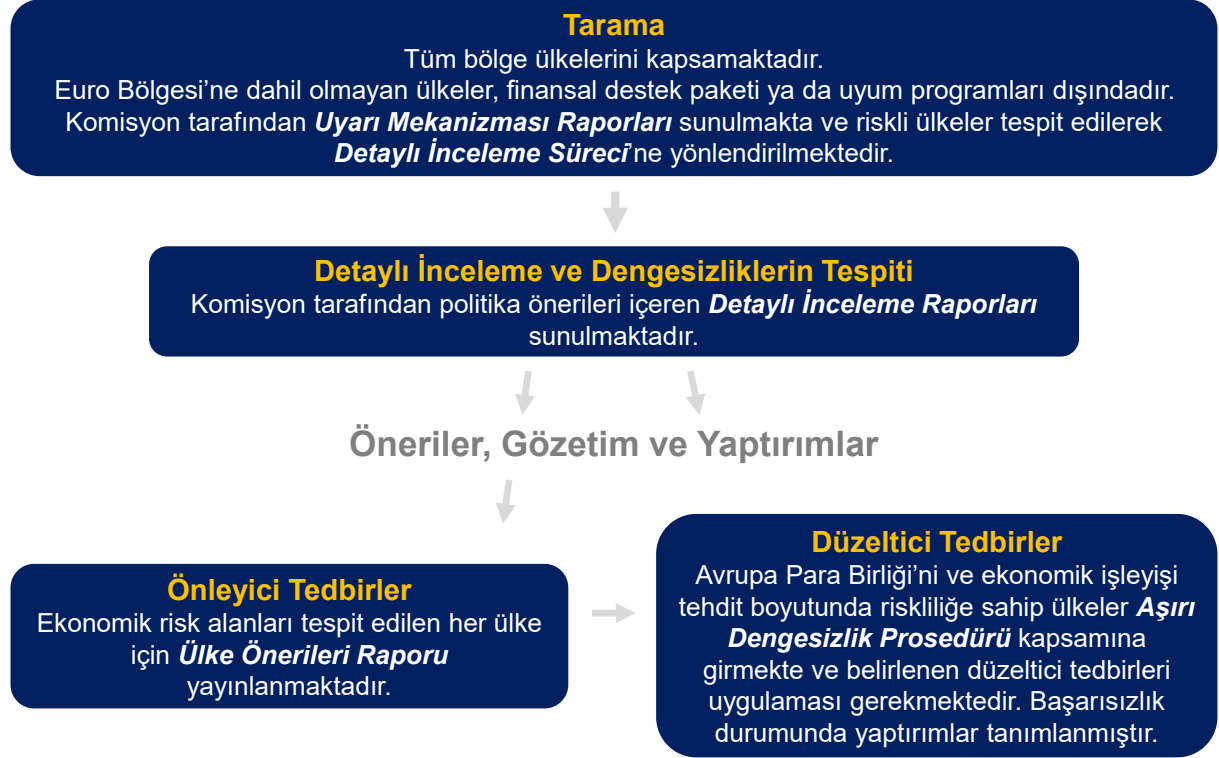 Tarama
Tüm bölge ülkelerini kapsamaktadır.
Euro Bölgesi’ne dahil olmayan ülkeler, finansal destek paketi ya da uyum programları dışındadır.
Komisyon tarafından Uyarı Mekanizması Raporları sunulmakta ve riskli ülkeler tespit edilerek
Detaylı İnceleme Süreci’ne yönlendirilmektedir.
Detaylı İnceleme ve Dengesizliklerin Tespiti
Komisyon tarafından politika önerileri içeren Detaylı İnceleme Raporları
sunulmaktadır.
Öneriler, Gözetim ve Yaptırımlar
Önleyici Tedbirler
Ekonomik risk alanları tespit edilen her ülke
için Ülke Önerileri Raporu
yayınlanmaktadır.
Düzeltici Tedbirler
Avrupa Para Birliği’ni ve ekonomik işleyişi
tehdit boyutunda riskliliğe sahip ülkeler Aşırı
Dengesizlik Prosedürü kapsamına
girmekte ve belirlenen düzeltici tedbirleri
uygulaması gerekmektedir. Başarısızlık
durumunda yaptırımlar tanımlanmıştır.